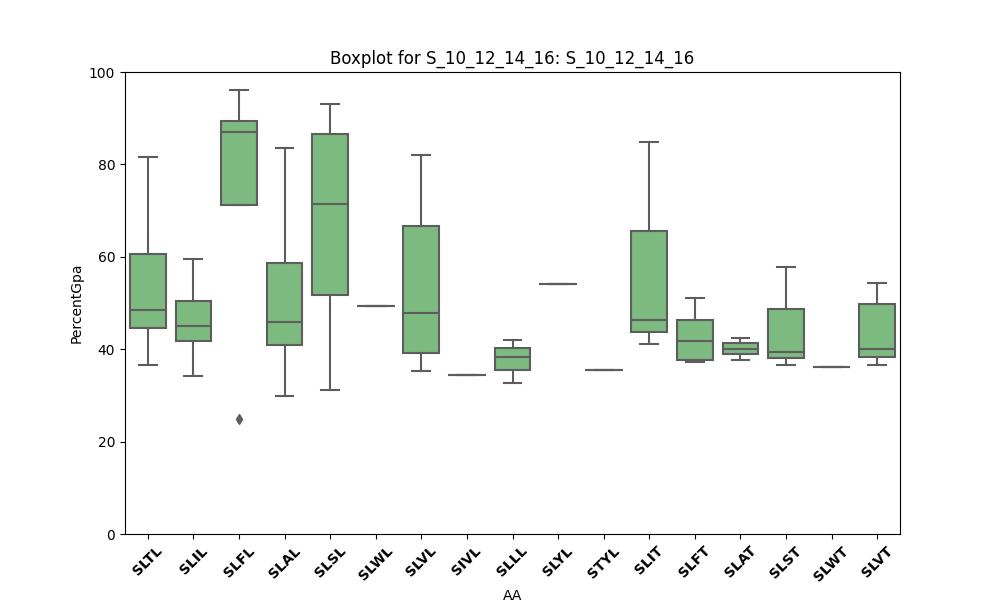 Boxplot for S_10_12_14_16: S_10_12_14_16
100
80
60
40
20
0
PercentGpa
SLTL
SLIL
SLFL
SLAL
SLSL
SLWL
SLVL
SIVL
SLLL
SLYL
STYL
SLIT
SLFT
SLAT
SLST
SLWT
SLVT
AA